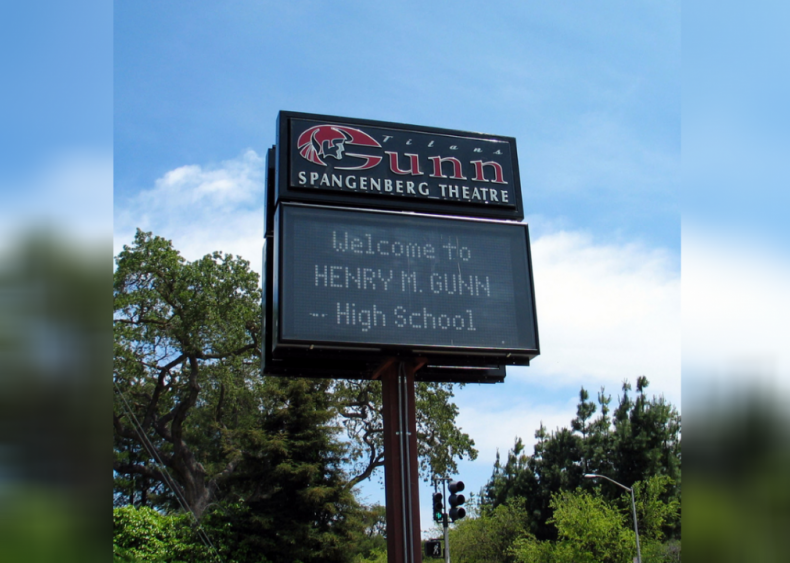 Titans
Gunn
SPANGENBERG THEATRE
Welcome to
HENRY M. GUNN
High School